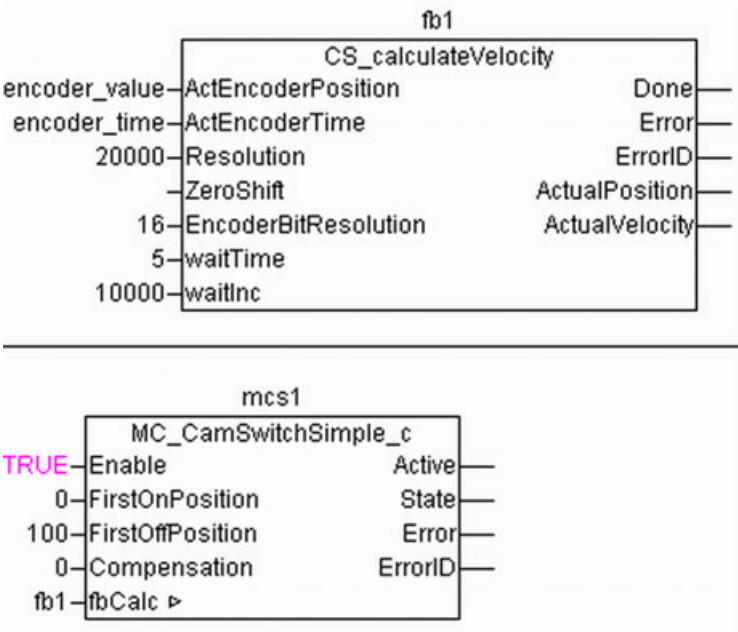 fb1
CS_calculateVelocity
encoder_value ActEncoderPosition Done
encoder_time ActEncoderTime Error
20000 Resolution ErrorID
ZeroShift ActualPosition
16 EncoderBitResolution ActualVelocity
5 waitTime
10000 waitInc
mcs1
MC_CamSwitchSimple_c
TRUE Enable Active
0 FirstOnPosition State
100 FirstOffPosition Error
0 Compensation ErrorID
fb1 fbCalc